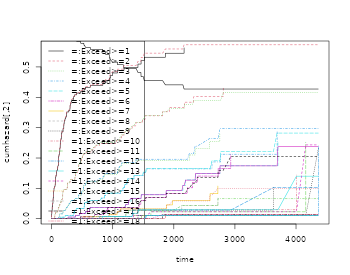 =:Exceed>=1
=:Exceed>=2
=:Exceed>=3
=:Exceed>=4
=:Exceed>=5
=:Exceed>=6
=:Exceed>=7
=:Exceed>=8
=:Exceed>=9
=1:Exceed>=10
=1:Exceed>=11
=1:Exceed>=12
=1:Exceed>=13
=1:Exceed>=14
=1:Exceed>=15
=1:Exceed>=16
=1:Exceed>=17
=1:Exceed>=18
cumhazard[,2]
0.5
0.4
0.3
0.2
0.1
0.0
0
1000
2000
3000
4000
time